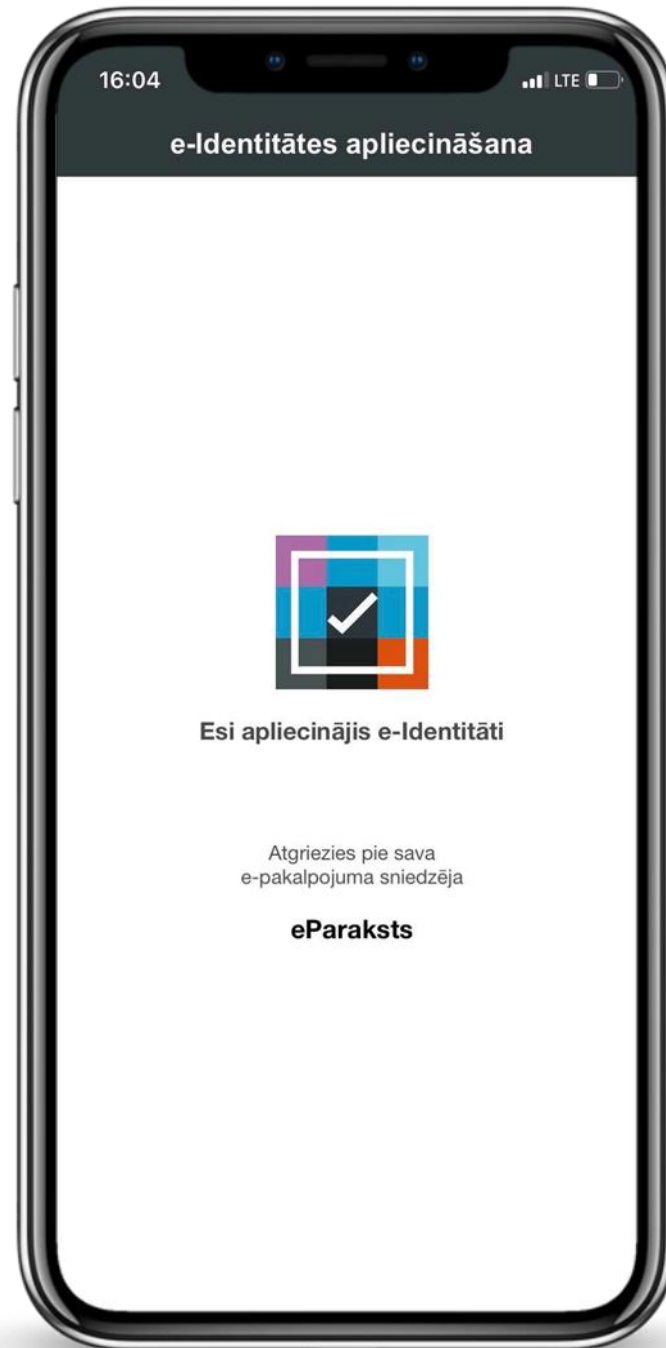 16:04
LTE
e-Identitātes apliecināšana
Esi apliecinājis e-Identitāti
Atgriezies pie sava
e-pakalpojuma sniedzēja
eParaksts